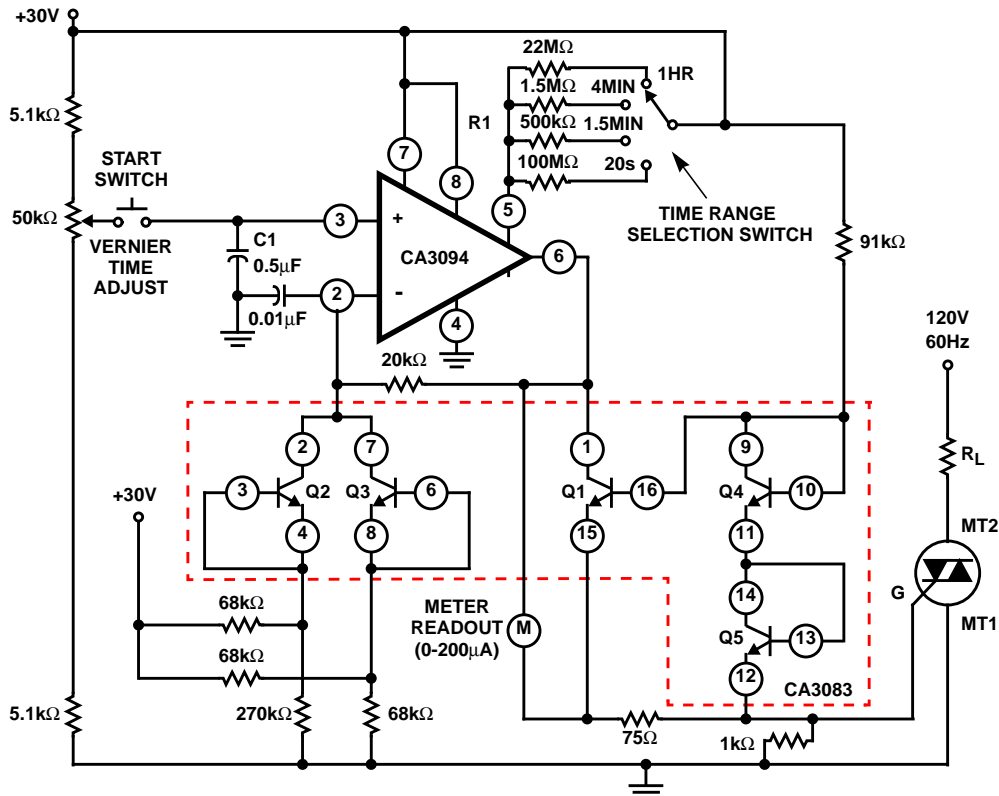 +30V
5.1kΩ
START
SWITCH
50kΩ
VERNIER
TIME
ADJUST
C1
0.5μF
0.01μF
3
2
+
-
CA3094
7
8
5
6
4
R1
22MΩ
1.5MΩ
500kΩ
100MΩ
1HR
4MIN
1.5MIN
20s
TIME RANGE
SELECTION SWITCH
91kΩ
120V
60Hz
RL
MT2
G
MT1
20kΩ
2
7
3
Q2
Q3
6
4
8
1
Q1
16
15
9
Q4
10
11
14
Q5
13
12
CA3083
+30V
68kΩ
68kΩ
270kΩ
68kΩ
METER
READOUT
(0-200μA)
M
75Ω
1kΩ
5.1kΩ